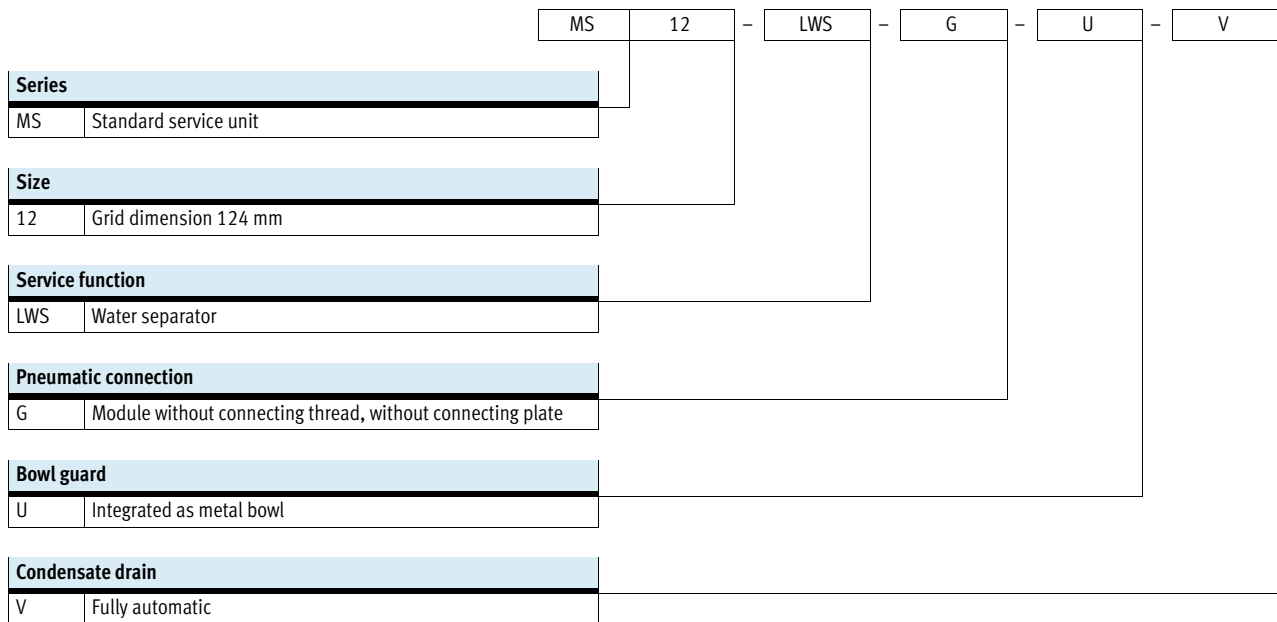 MS 12 – LWS – G – U – V
Series
MS Standard service unit
Size
12 Grid dimension 124 mm
Service function
LWS Water separator
Pneumatic connection
G Module without connecting thread, without connecting plate
Bowl guard
U Integrated as metal bowl
Condensate drain
V Fully automatic